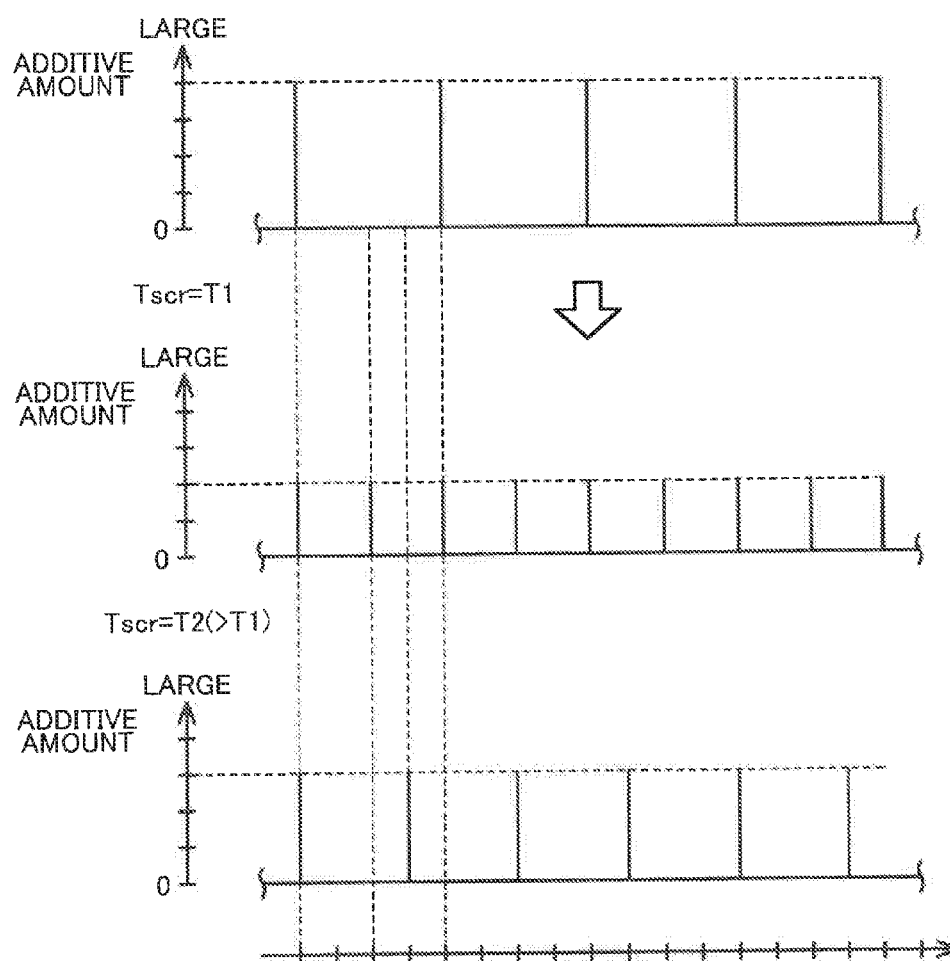 LARGE
ADDITIVE
AMOUNT
0
Tscr=T1
LARGE
ADDITIVE
AMOUNT
0
Tscr=T2(>T1)
LARGE
ADDITIVE
AMOUNT
0